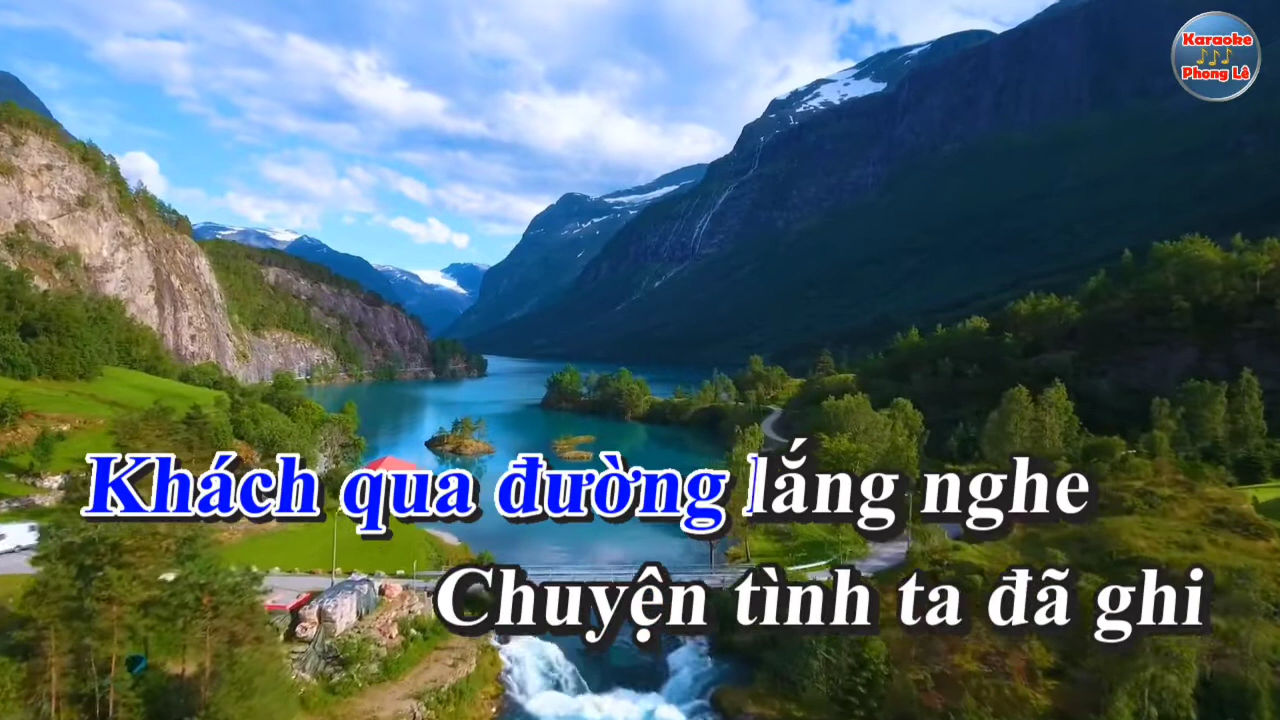 Karaoke
Phong Lê
Khách qua đường lắng nghe
Chuyện tình ta đã ghi